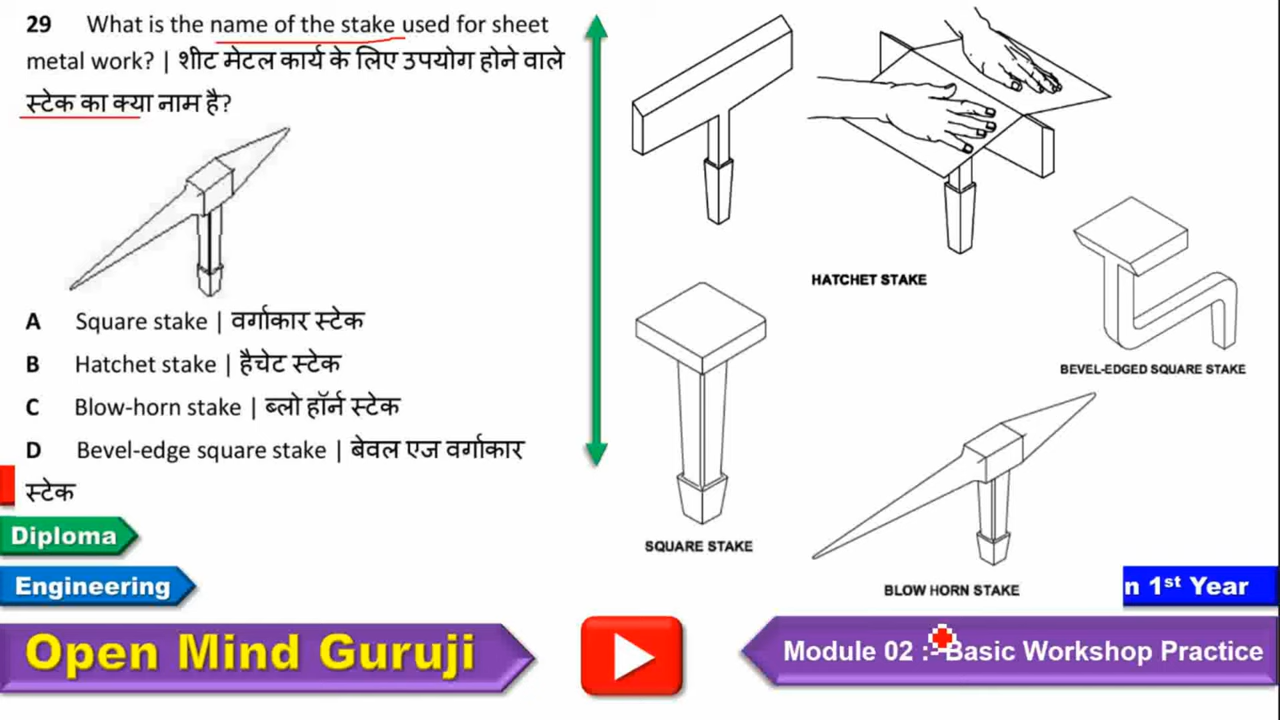 29 What is the name of the stake used for sheet
metal work? | शीट मेटल कार्य के लिए उपयोग होने वाले
स्टेक का क्या नाम है?
A Square stake | वर्गाकार स्टेक
B Hatchet stake | हैचेट स्टेक
C Blow-horn stake | ब्लो हॉर्न स्टेक
D Bevel-edge square stake | बेवल एज वर्गाकार
स्टेक
HATCHET STAKE
BEVEL-EDGED SQUARE STAKE
SQUARE STAKE
BLOW HORN STAKE
Diploma
Engineering
n 1st Year
Open Mind Guruji
Module 02 :- Basic Workshop Practice